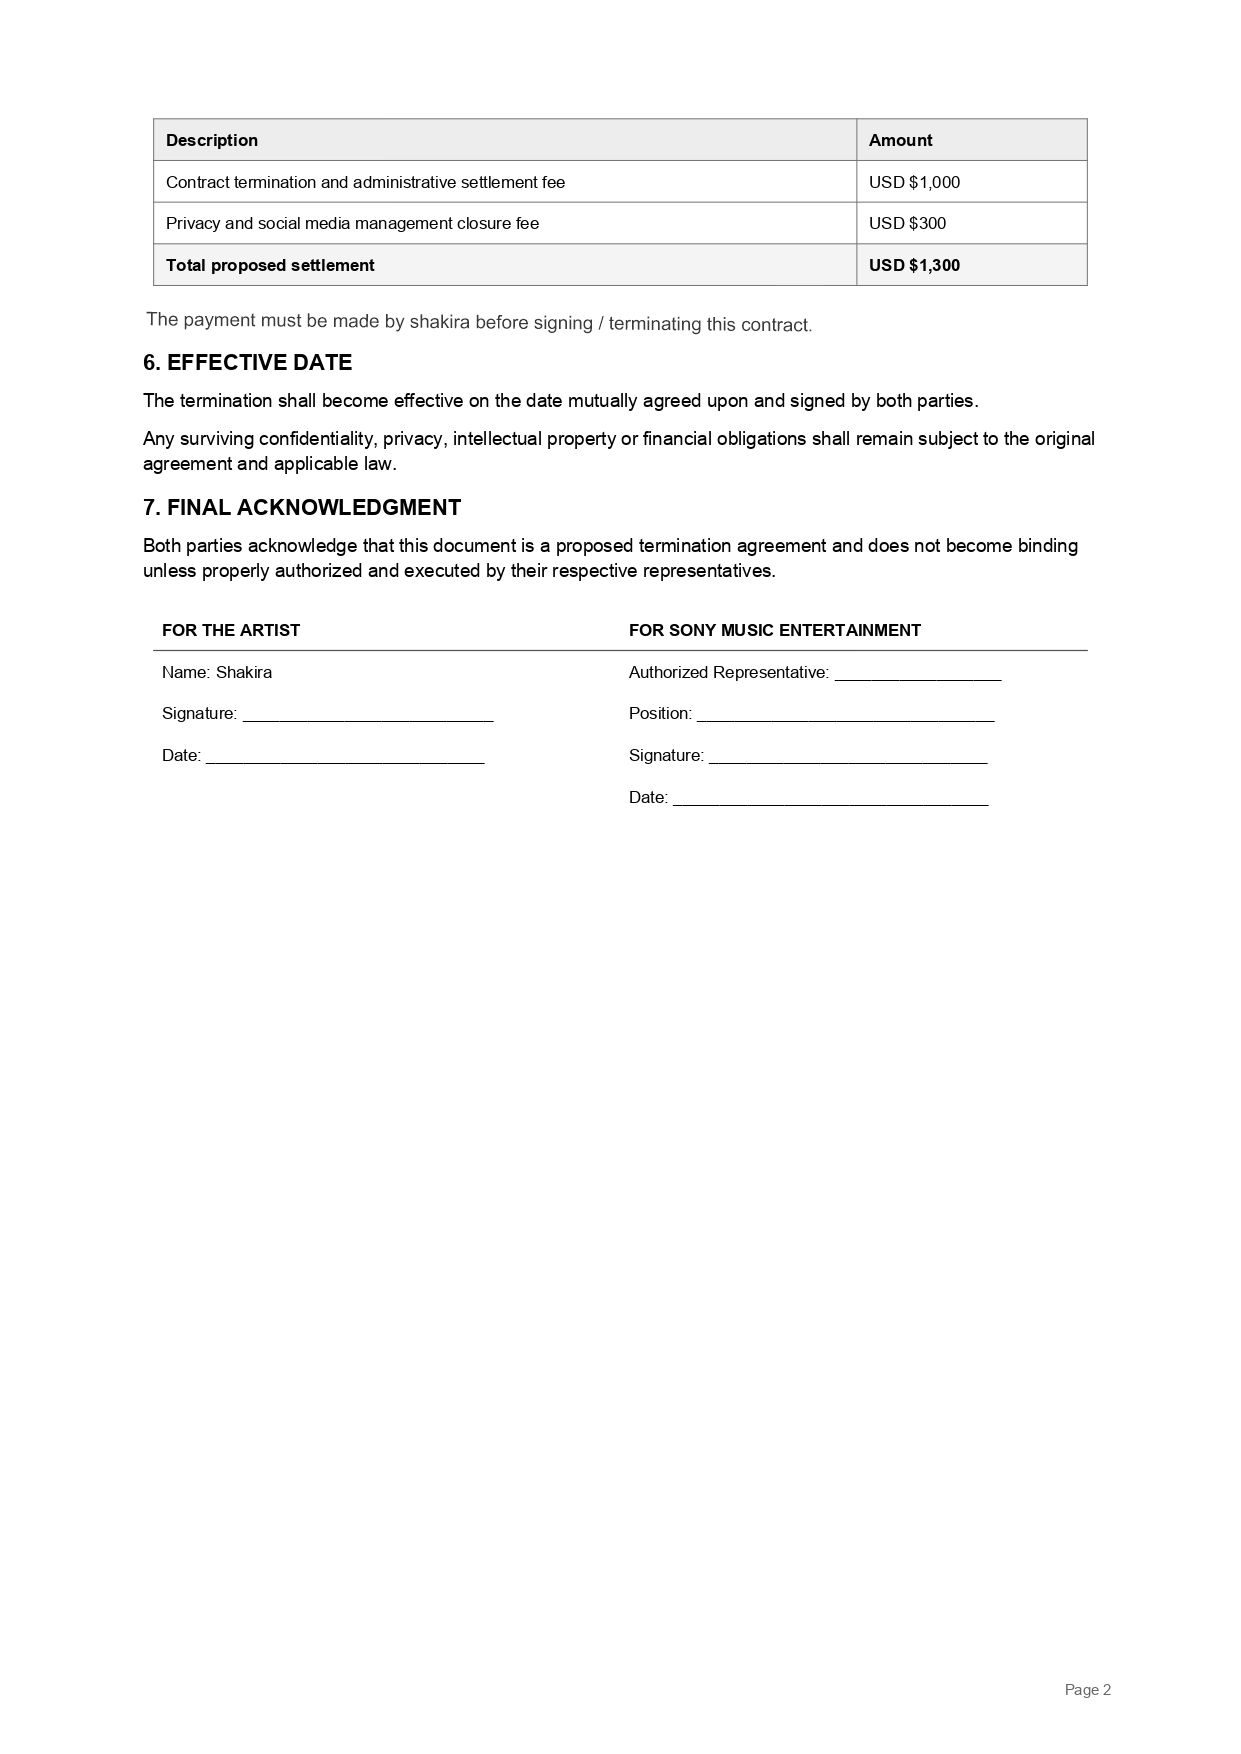 Description Amount
Contract termination and administrative settlement fee USD $1,000
Privacy and social media management closure fee USD $300
Total proposed settlement USD $1,300
The payment must be made by shakira before signing / terminating this contract.
6. EFFECTIVE DATE
The termination shall become effective on the date mutually agreed upon and signed by both parties.
Any surviving confidentiality, privacy, intellectual property or financial obligations shall remain subject to the original
agreement and applicable law.
7. FINAL ACKNOWLEDGMENT
Both parties acknowledge that this document is a proposed termination agreement and does not become binding
unless properly authorized and executed by their respective representatives.
FOR THE ARTIST FOR SONY MUSIC ENTERTAINMENT
Name: Shakira Authorized Representative: __________________
Signature: ___________________________ Position: ________________________________
Date: ______________________________ Signature: ______________________________
Date: __________________________________
Page 2